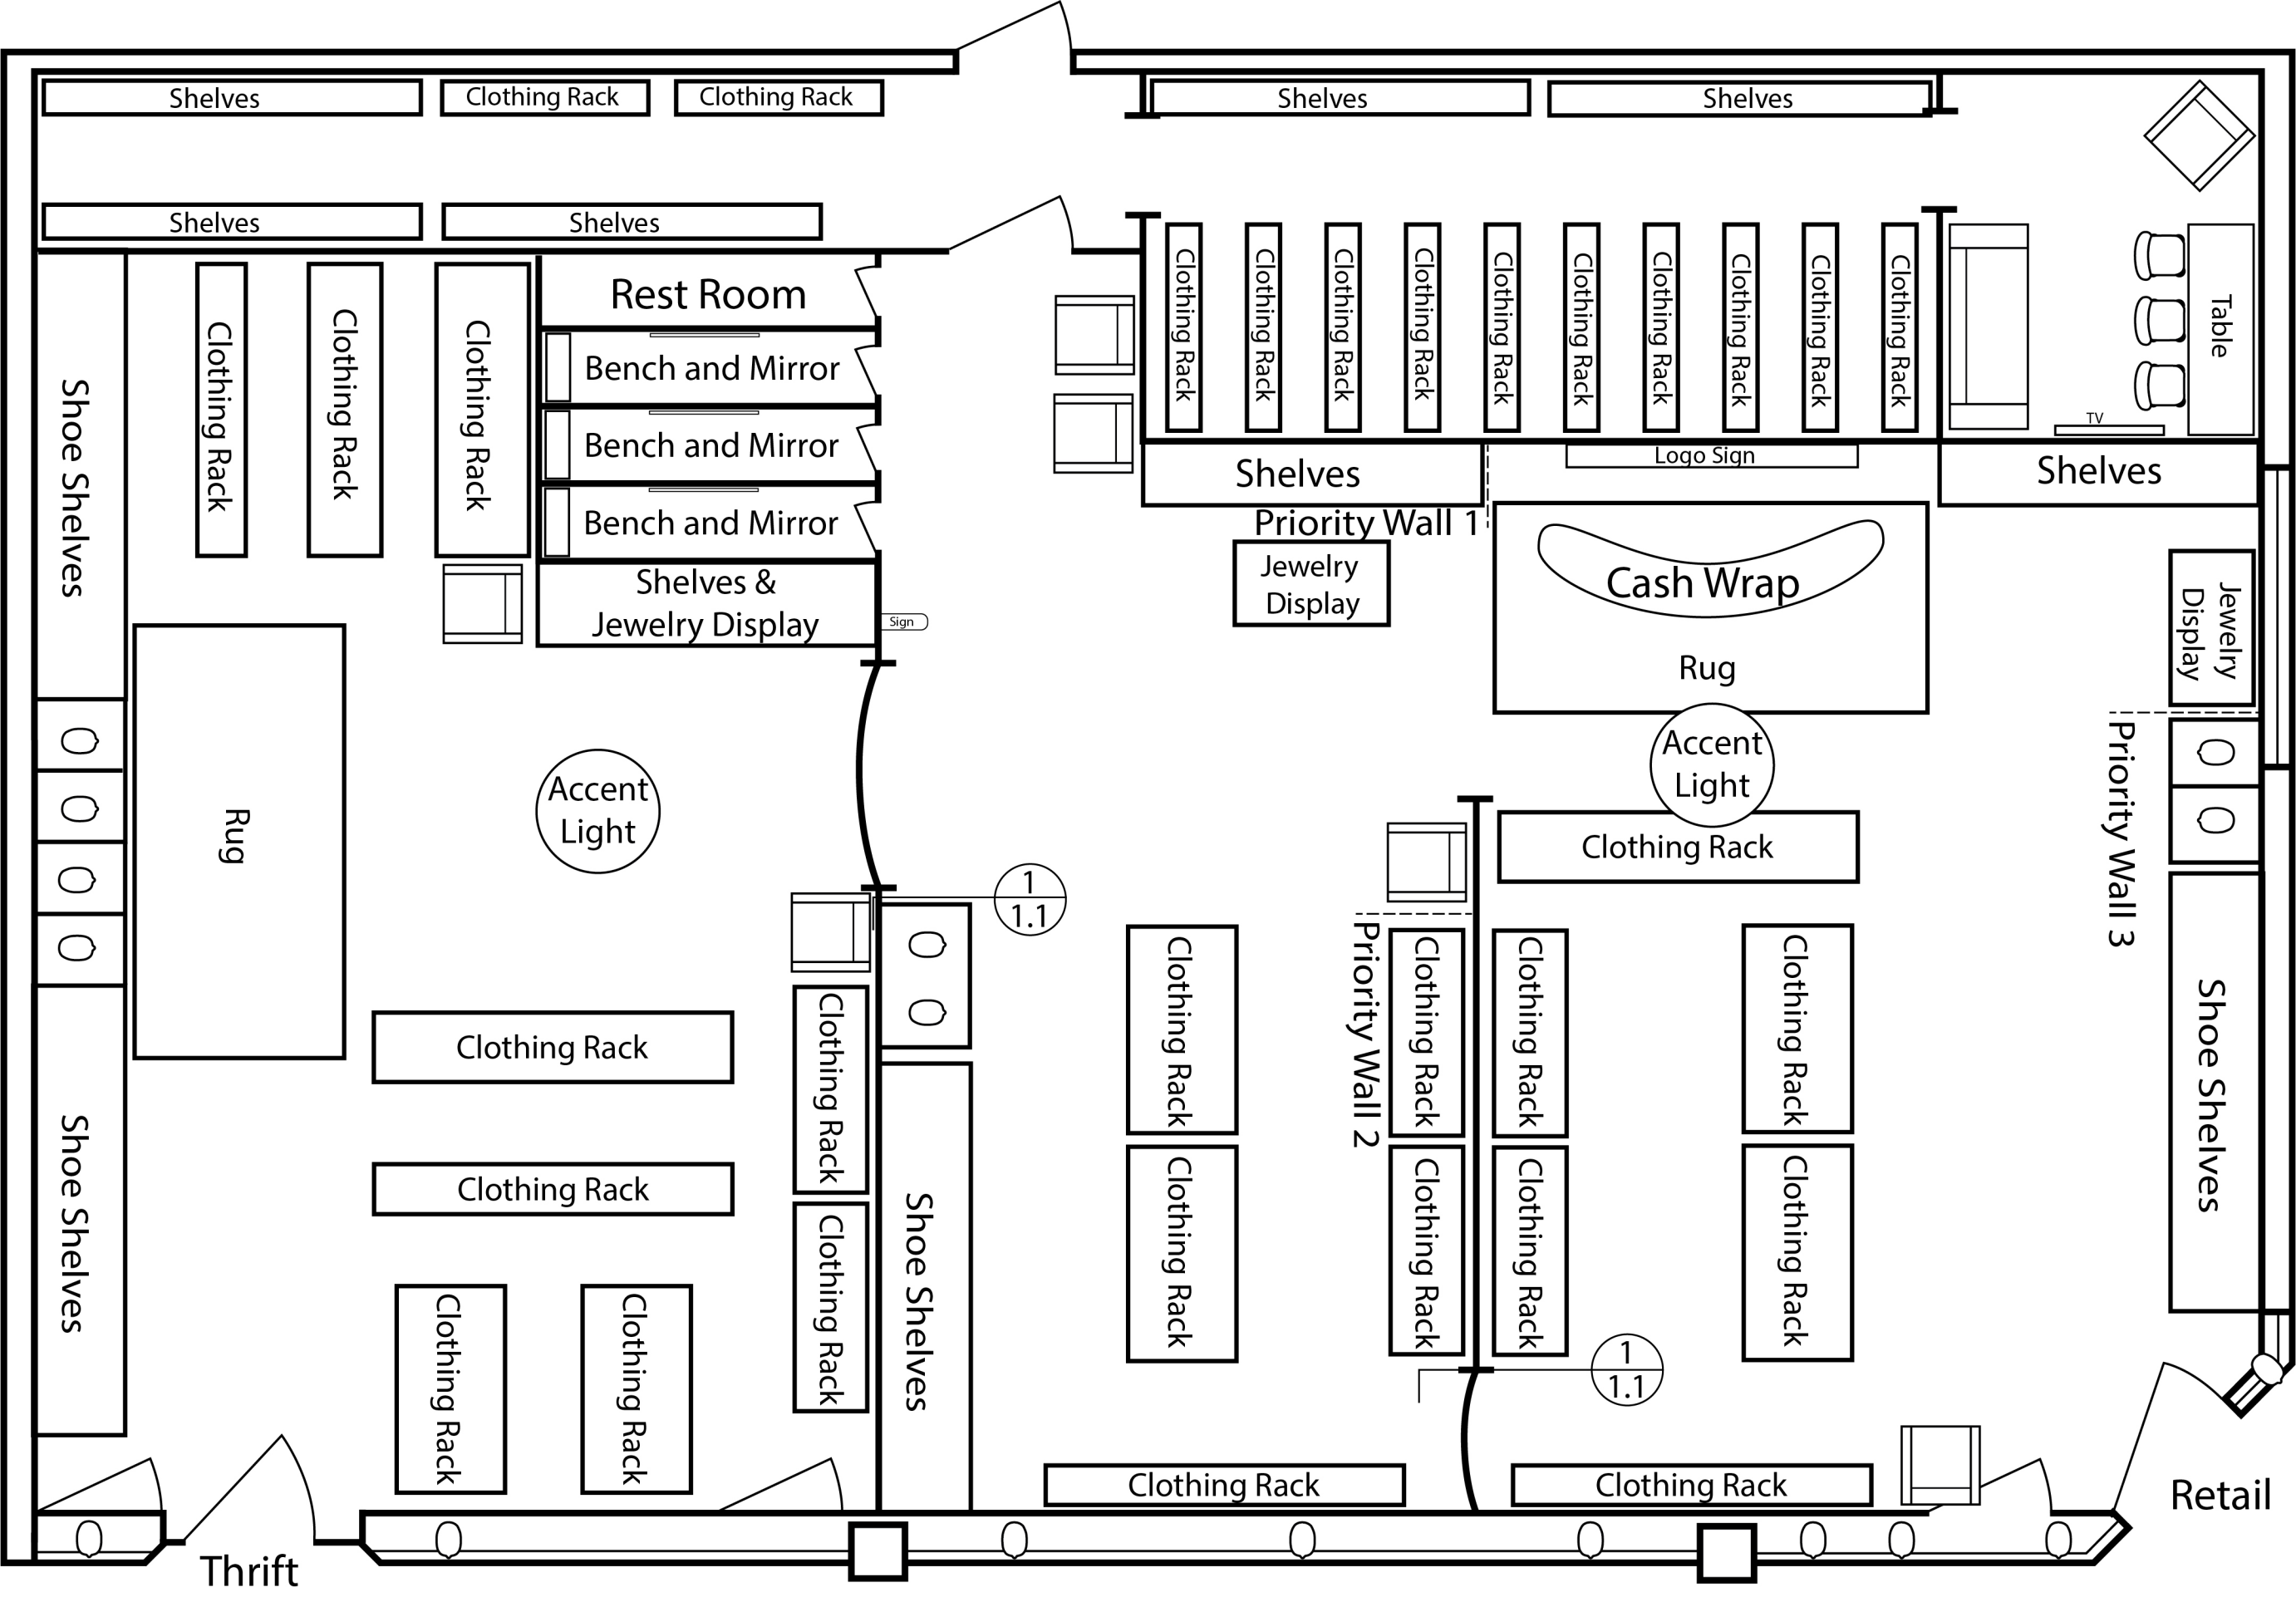 Shelves
Clothing Rack
Clothing Rack
Shelves
Shelves
Shelves
Shelves
Clothing Rack
Clothing Rack
Clothing Rack
Rest Room
Bench and Mirror
Bench and Mirror
Bench and Mirror
Shelves &
Jewelry Display
Sign
Clothing Rack
Clothing Rack
Clothing Rack
Clothing Rack
Clothing Rack
Clothing Rack
Clothing Rack
Clothing Rack
Clothing Rack
Clothing Rack
Table
TV
Shelves
Logo Sign
Shelves
Priority Wall 1
Jewelry
Display
Cash Wrap
Rug
Jewelry
Display
Shoe Shelves
Rug
Accent
Light
Accent
Light
Priority Wall 3
Clothing Rack
1
1.1
Clothing Rack
Priority Wall 2
Clothing Rack
Clothing Rack
Clothing Rack
Clothing Rack
Clothing Rack
Clothing Rack
Shoe Shelves
Shoe Shelves
Clothing Rack
Clothing Rack
Shoe Shelves
Clothing Rack
Clothing Rack
Clothing Rack
Clothing Rack
Clothing Rack
Clothing Rack
1
1.1
Clothing Rack
Clothing Rack
Retail
Thrift